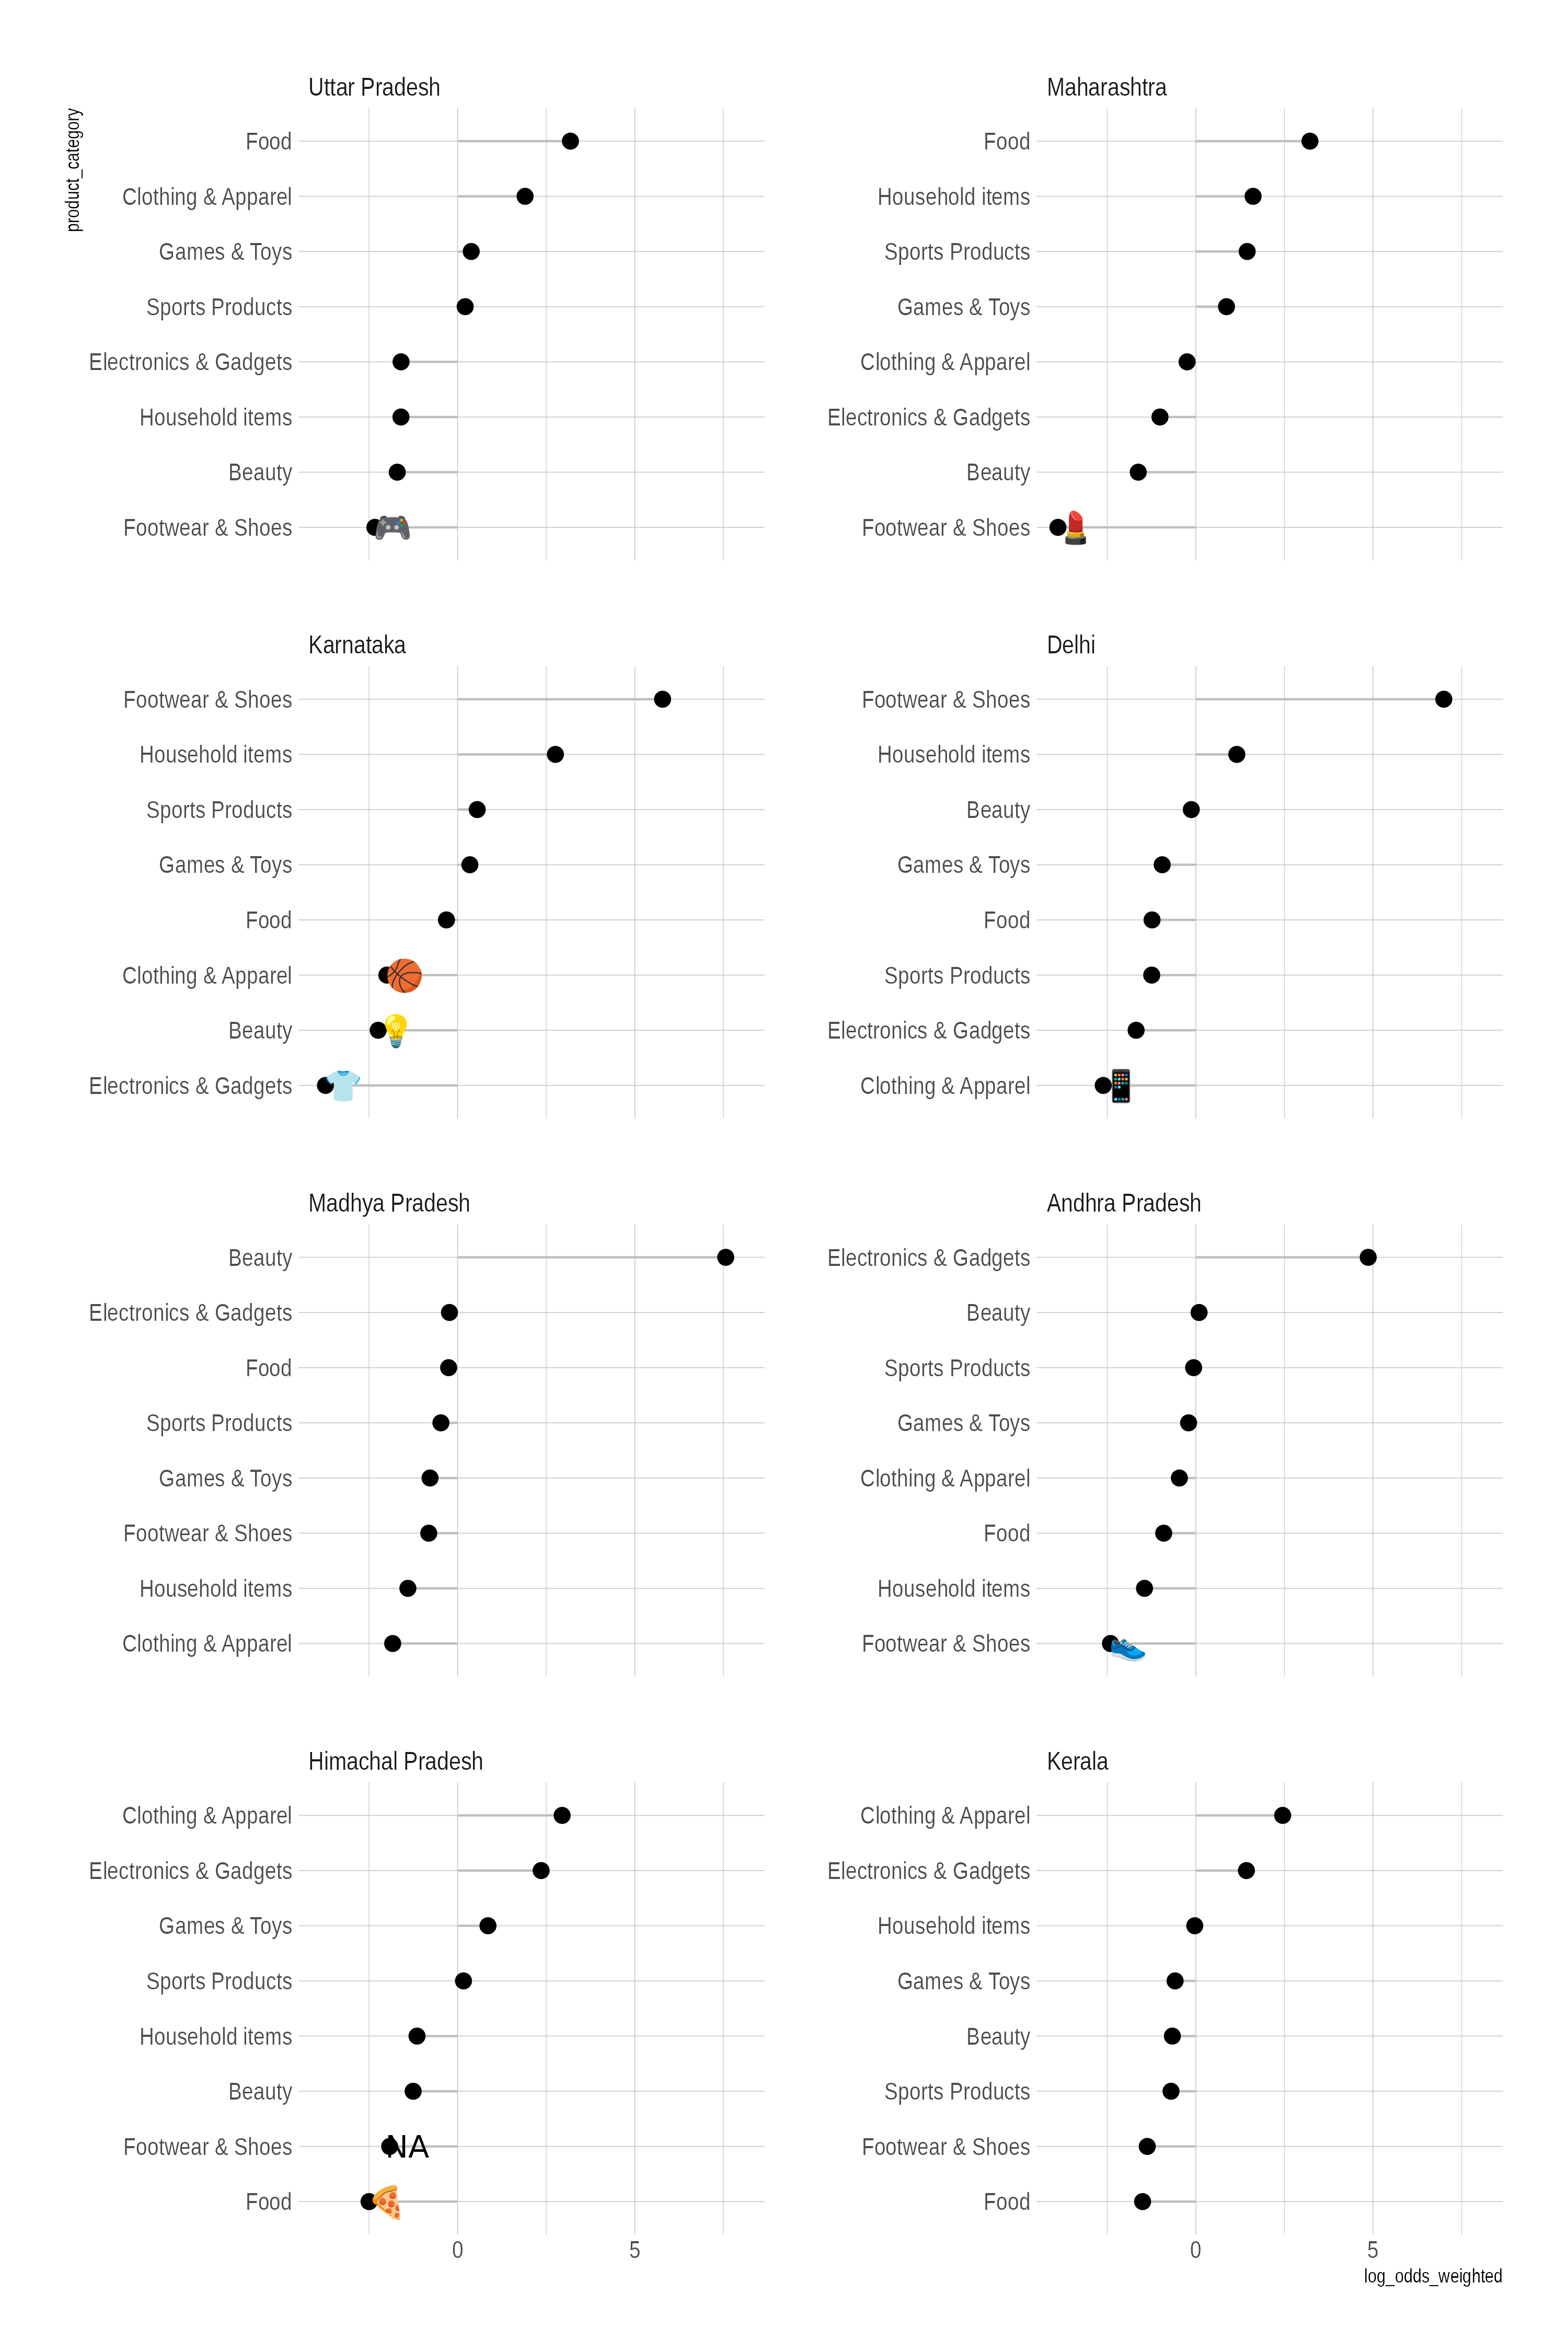 Uttar Pradesh
product_category
Food
Clothing & Apparel
Games & Toys
Sports Products
Electronics & Gadgets
Household items
Beauty
Footwear & Shoes
Maharashtra
Food
Household items
Sports Products
Games & Toys
Clothing & Apparel
Electronics & Gadgets
Beauty
Footwear & Shoes
Karnataka
Footwear & Shoes
Household items
Sports Products
Games & Toys
Food
Clothing & Apparel
Beauty
Electronics & Gadgets
Delhi
Footwear & Shoes
Household items
Beauty
Games & Toys
Food
Sports Products
Electronics & Gadgets
Clothing & Apparel
Madhya Pradesh
Beauty
Electronics & Gadgets
Food
Sports Products
Games & Toys
Footwear & Shoes
Household items
Clothing & Apparel
Andhra Pradesh
Electronics & Gadgets
Beauty
Sports Products
Games & Toys
Clothing & Apparel
Food
Household items
Footwear & Shoes
Himachal Pradesh
Clothing & Apparel
Electronics & Gadgets
Games & Toys
Sports Products
Household items
Beauty
Footwear & Shoes
NA
Food
0 5
Kerala
Clothing & Apparel
Electronics & Gadgets
Household items
Games & Toys
Beauty
Sports Products
Footwear & Shoes
Food
0 5
log_odds_weighted